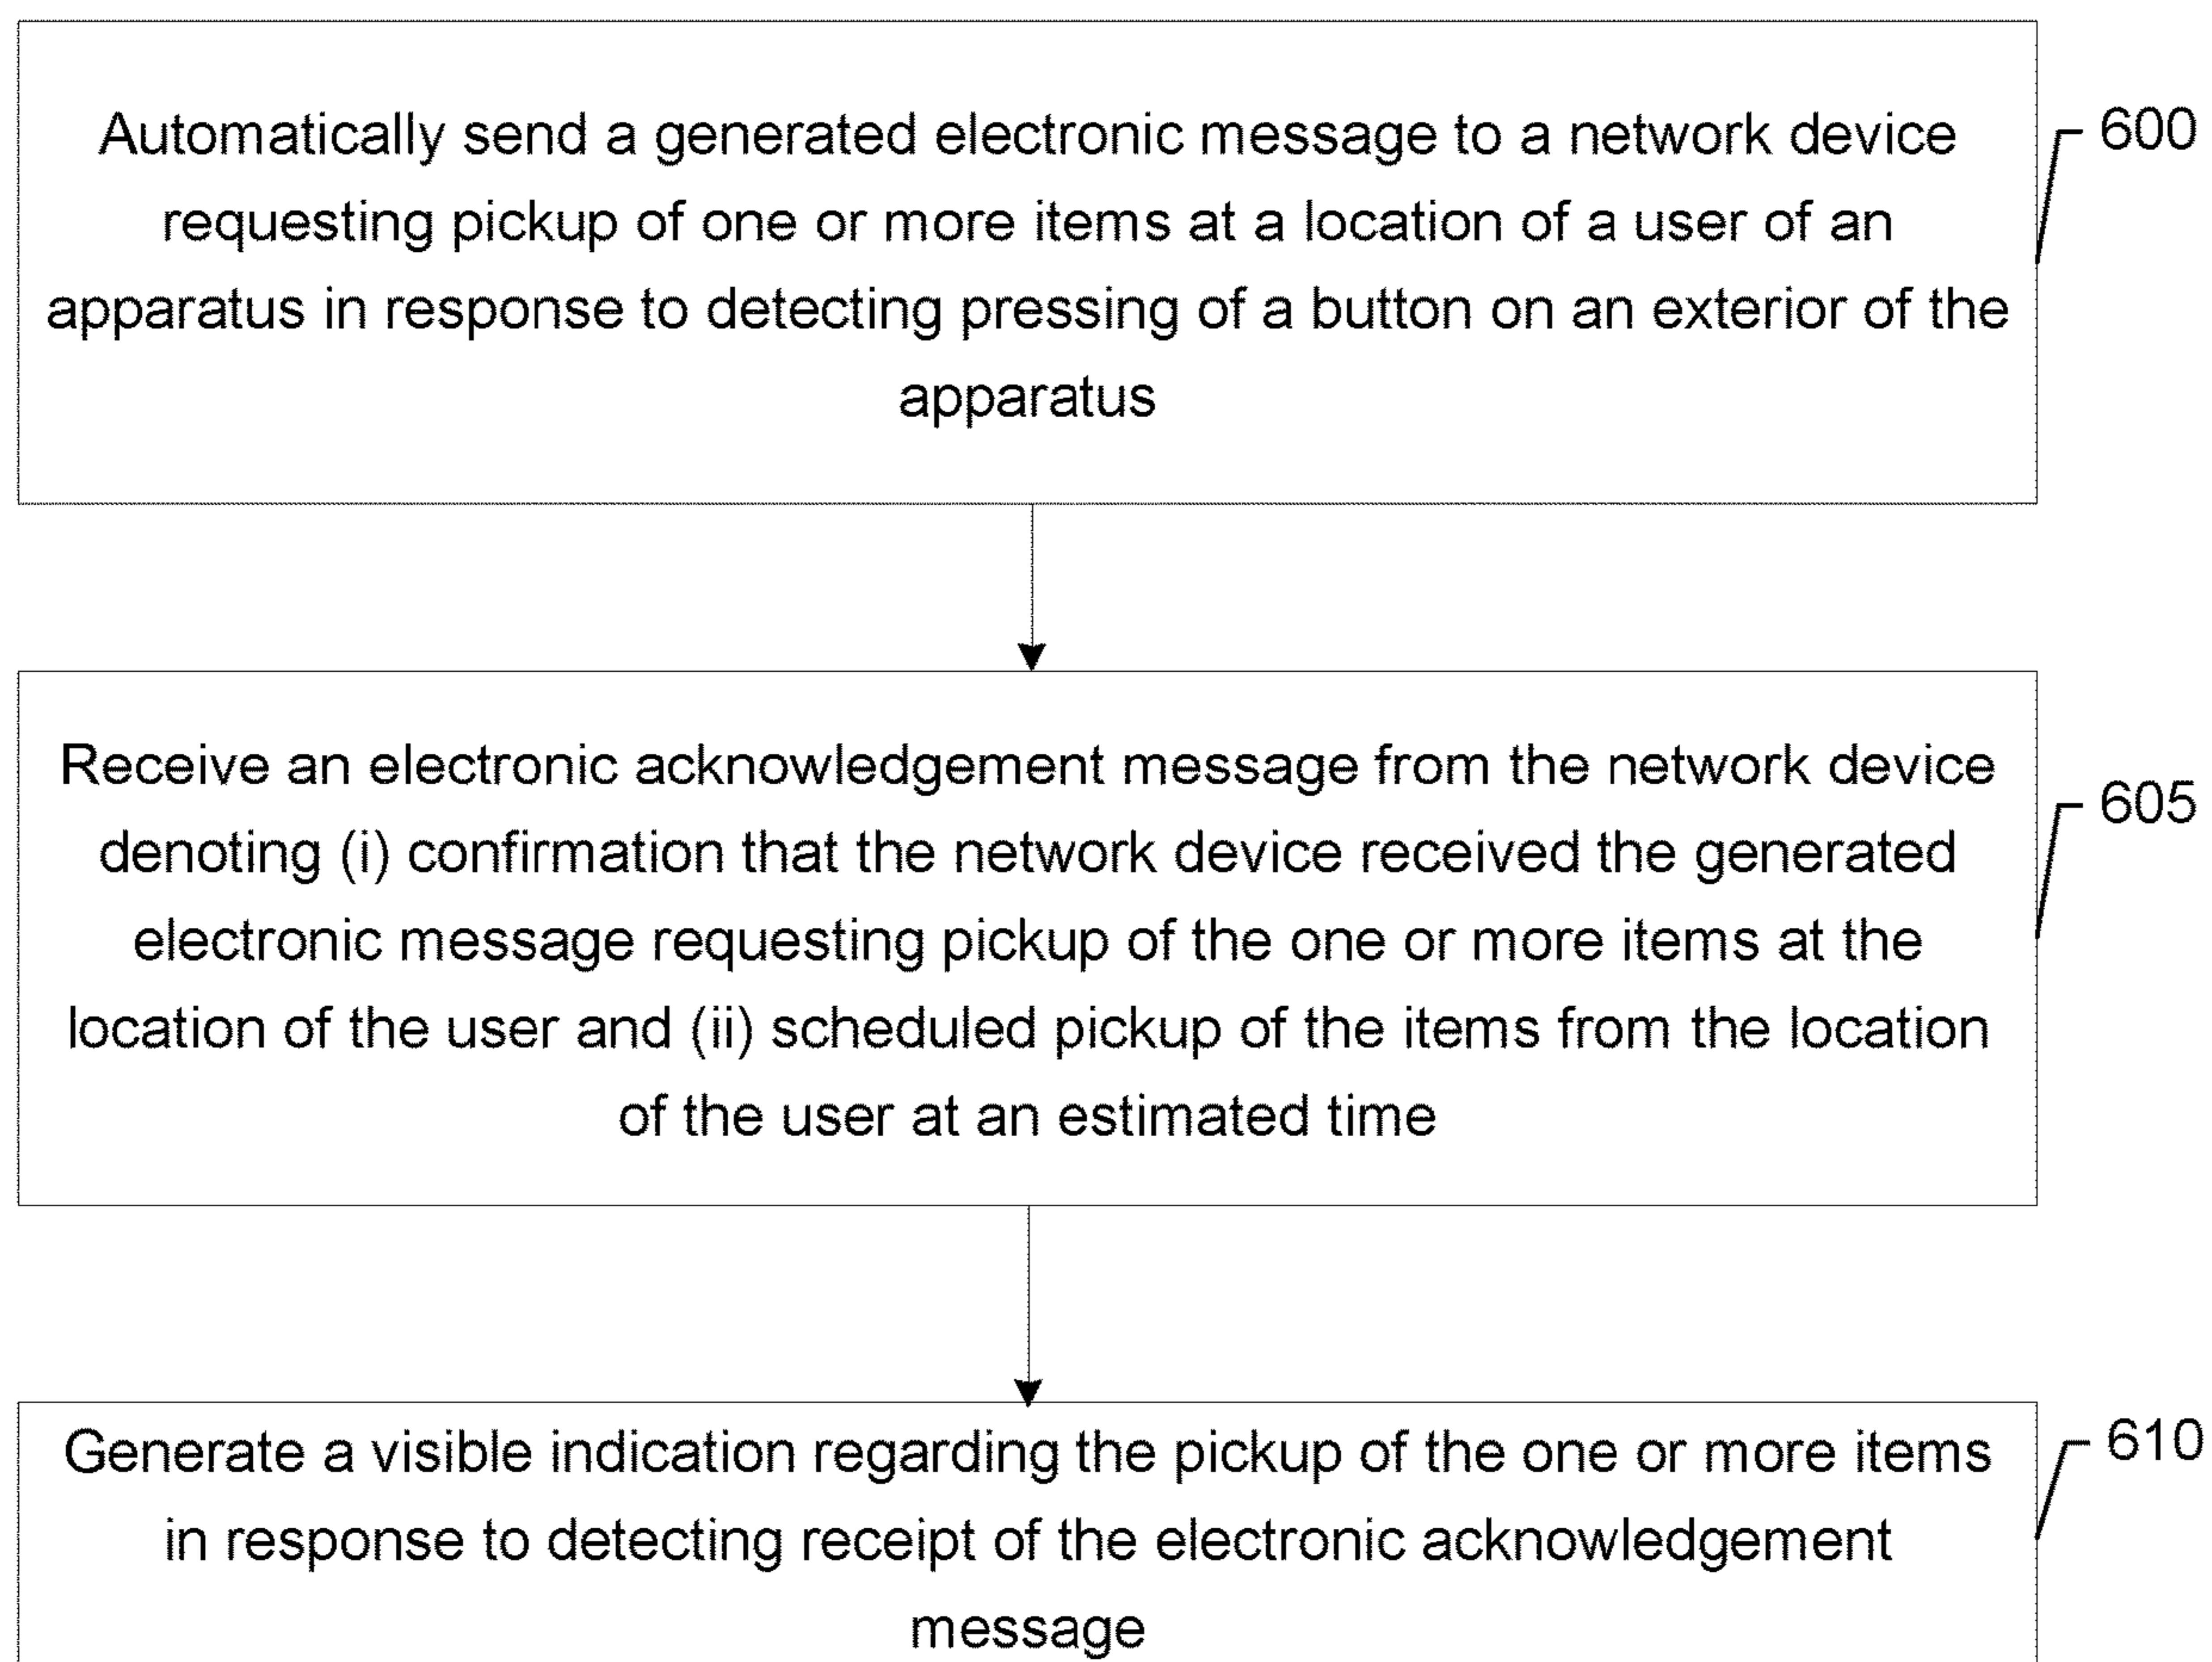 Automatically send a generated electronic message to a network device
requesting pickup of one or more items at a location of a user of an
apparatus in response to detecting pressing of a button on an exterior of the
apparatus
600
Receive an electronic acknowledgement message from the network device
denoting (i) confirmation that the network device received the generated
electronic message requesting pickup of the one or more items at the
location of the user and (ii) scheduled pickup of the items from the location
of the user at an estimated time
605
Generate a visible indication regarding the pickup of the one or more items
in response to detecting receipt of the electronic acknowledgement
message
610